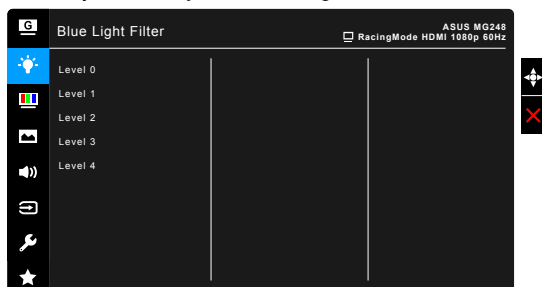 G
Blue Light Filter
ASUS MG248
RacingMode HDMI 1080p 60Hz
Level 0
Level 1
Level 2
Level 3
Level 4